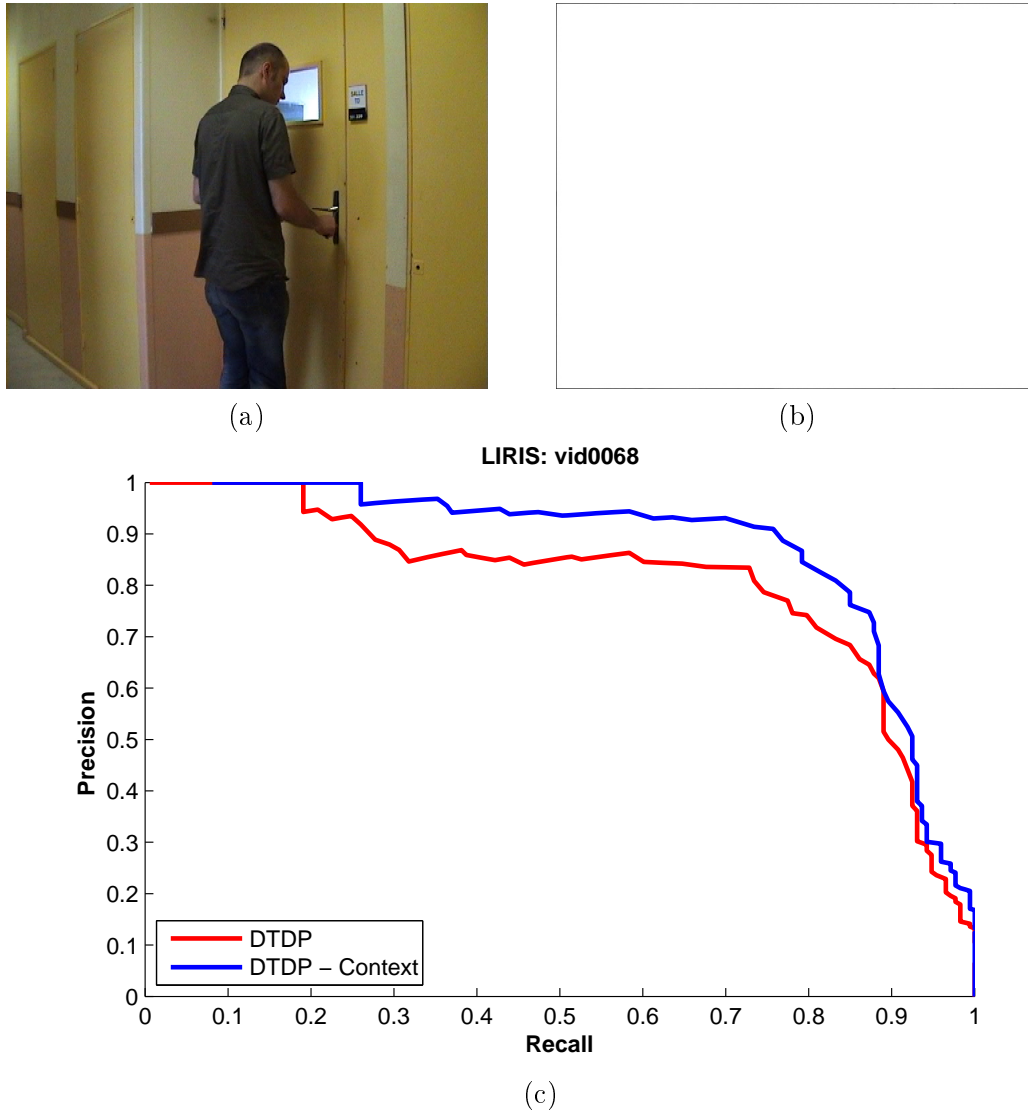 SALLE
TD
(a)
(b)
LIRIS: vid0068
1
0.9
0.8
0.7
0.6
0.5
0.4
0.3
0.2
0.1
0
Precision
DTDP
DTDP – Context
0 0.1 0.2 0.3 0.4 0.5 0.6 0.7 0.8 0.9 1
Recall
(c)